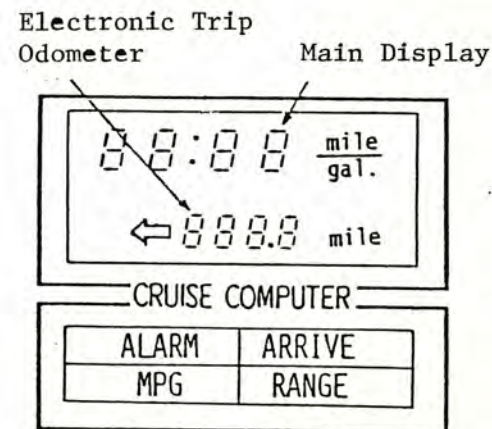 Electronic Trip
Odometer
Main Display
88:88 mile
gal.
888.8 mile
CRUISE COMPUTER
ALARM ARRIVE
MPG RANGE